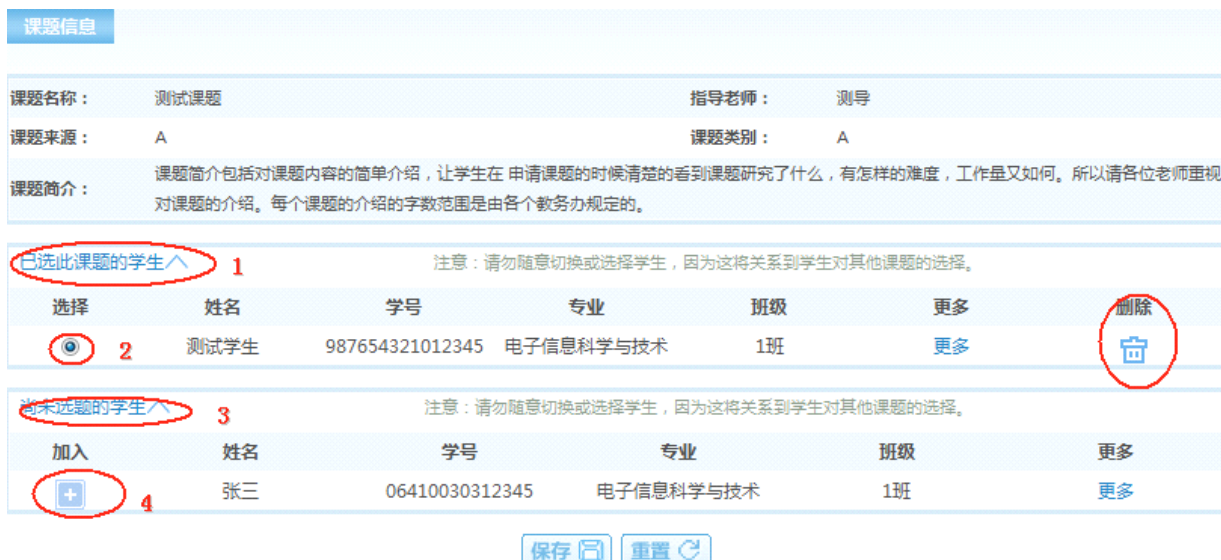 课题信息
课题名称： 测试课题 指导老师： 测导
课题来源： A 课题类别： A
课题简介： 课题简介包括对课题内容的简单介绍，让学生在 申请课题的时候清楚的看到课题研究了什么，有怎样的难度，工作量又如何。所以请各位老师重视
对课题的介绍。每个课题的介绍的字数范围是由各个教务办规定的。
已选此课题的学生 1 注意：请勿随意切换或选择学生，因为这将关系到学生对其他课题的选择。
选择 姓名 学号 专业 班级 更多 删除
2 测试学生 987654321012345 电子信息科学与技术 1班 更多
尚未选题的学生 3 注意：请勿随意切换或选择学生，因为这将关系到学生对其他课题的选择。
加入 姓名 学号 专业 班级 更多
4 张三 06410030312345 电子信息科学与技术 1班 更多
保存 重置